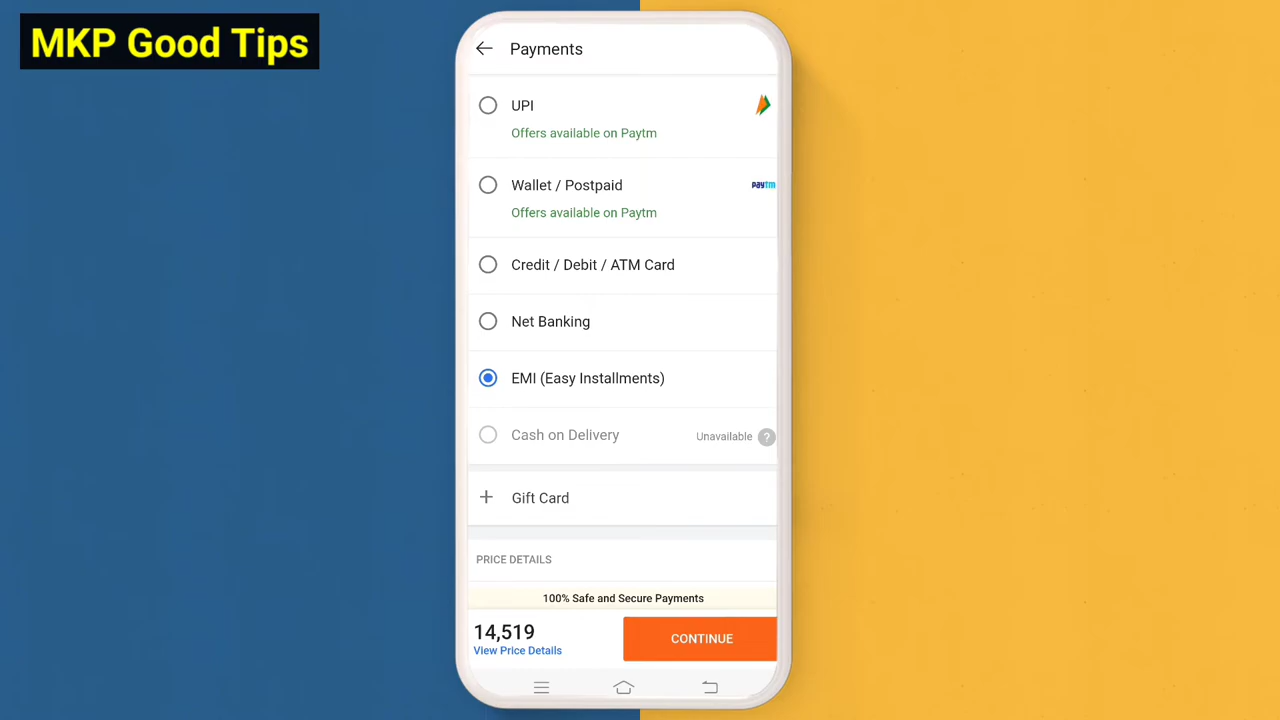 MKP Good Tips
Payments
UPI
Offers available on Paytm
Wallet / Postpaid
paytm
Offers available on Paytm
Credit / Debit / ATM Card
Net Banking
EMI (Easy Installments)
Cash on Delivery
Unavailable ?
+ Gift Card
PRICE DETAILS
100% Safe and Secure Payments
14,519
View Price Details
CONTINUE